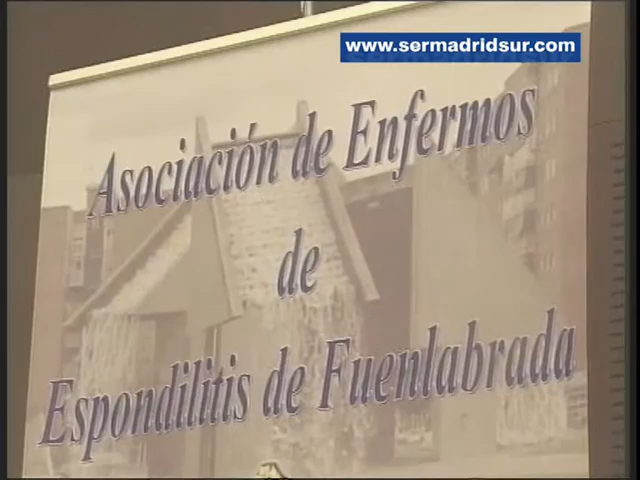 www.sermadridsur.com
Asociación de Enfermos
de
Espondilitis de Fuenlabrada